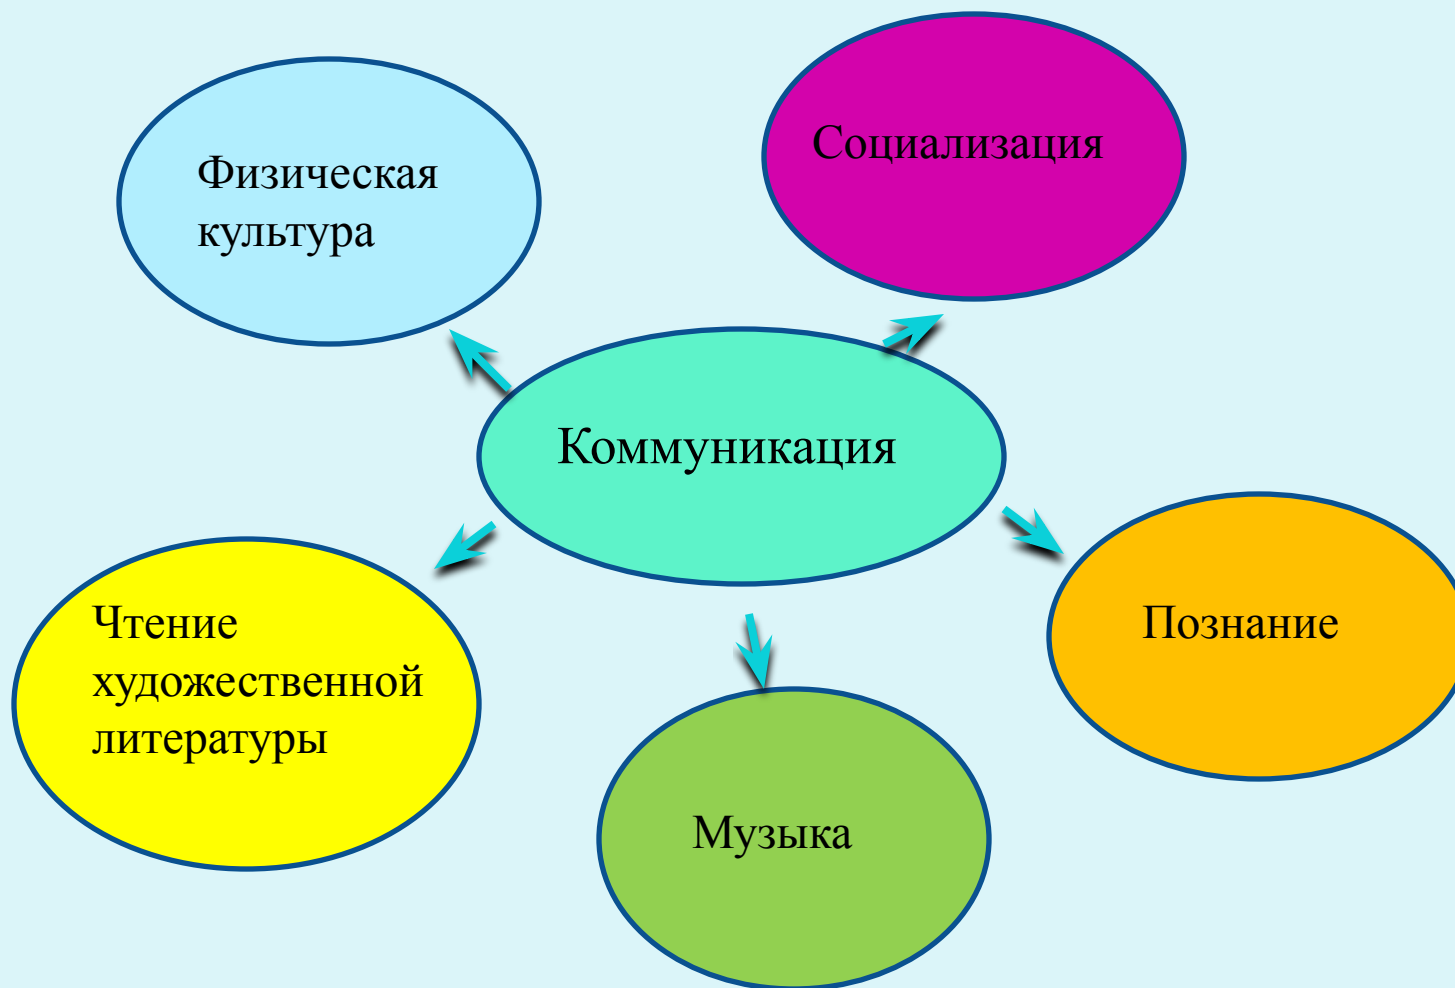 Физическая
культура
Социализация
Коммуникация
Чтение
художественной
литературы
Познание
Музыка